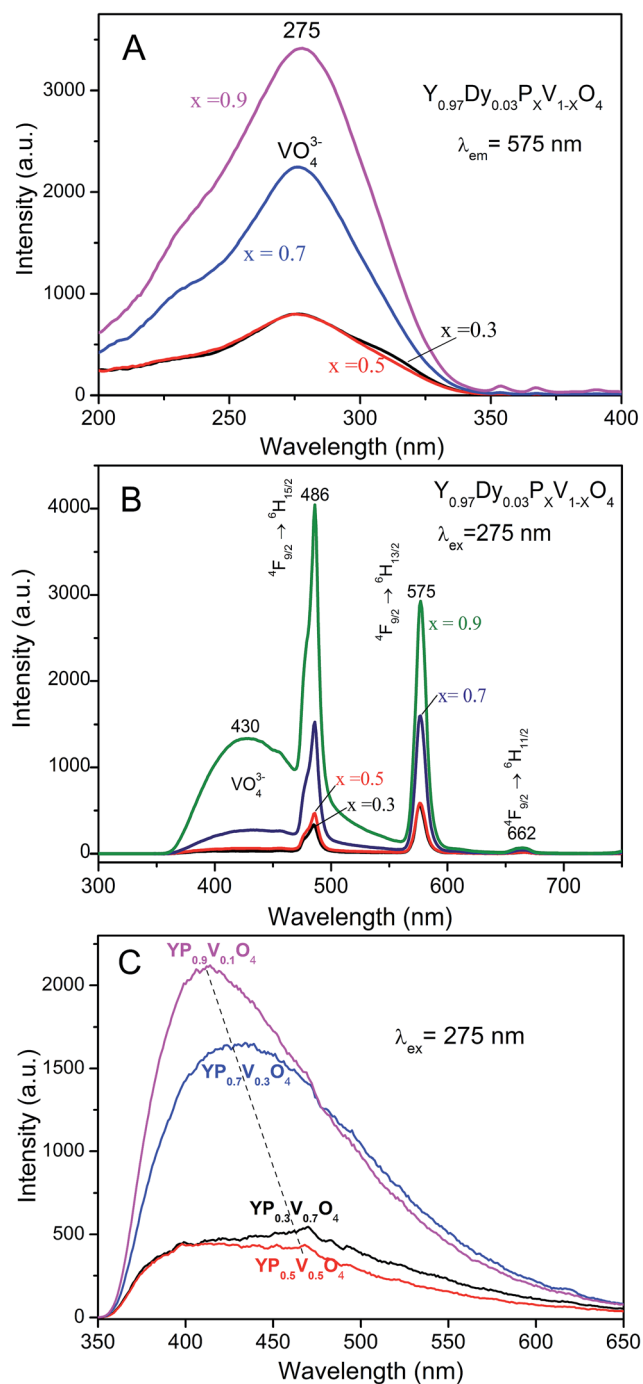 A
275
Y0.97Dy0.03PXV1-XO4
x =0.9
λem= 575 nm
VO4^3-
x = 0.7
x =0.3
x =0.5
3000
2000
1000
0
Intensity (a.u.)
200 250 300 350 400
Wavelength (nm)
B
4F9/2 → 6H15/2
486
Y0.97Dy0.03PXV1-XO4
λex=275 nm
4F9/2 → 6H13/2
575
x = 0.9
x= 0.7
430
VO4^3-
x = 0.5
x =0.3
4F9/2 → 6H11/2
662
4000
3000
2000
1000
0
Intensity (a.u.)
300 400 500 600 700
Wavelength (nm)
C
YP0.9V0.1O4
λex= 275 nm
YP0.7V0.3O4
YP0.3V0.7O4
YP0.5V0.5O4
2000
1500
1000
500
0
Intensity (a.u.)
350 400 450 500 550 600 650
Wavelength (nm)